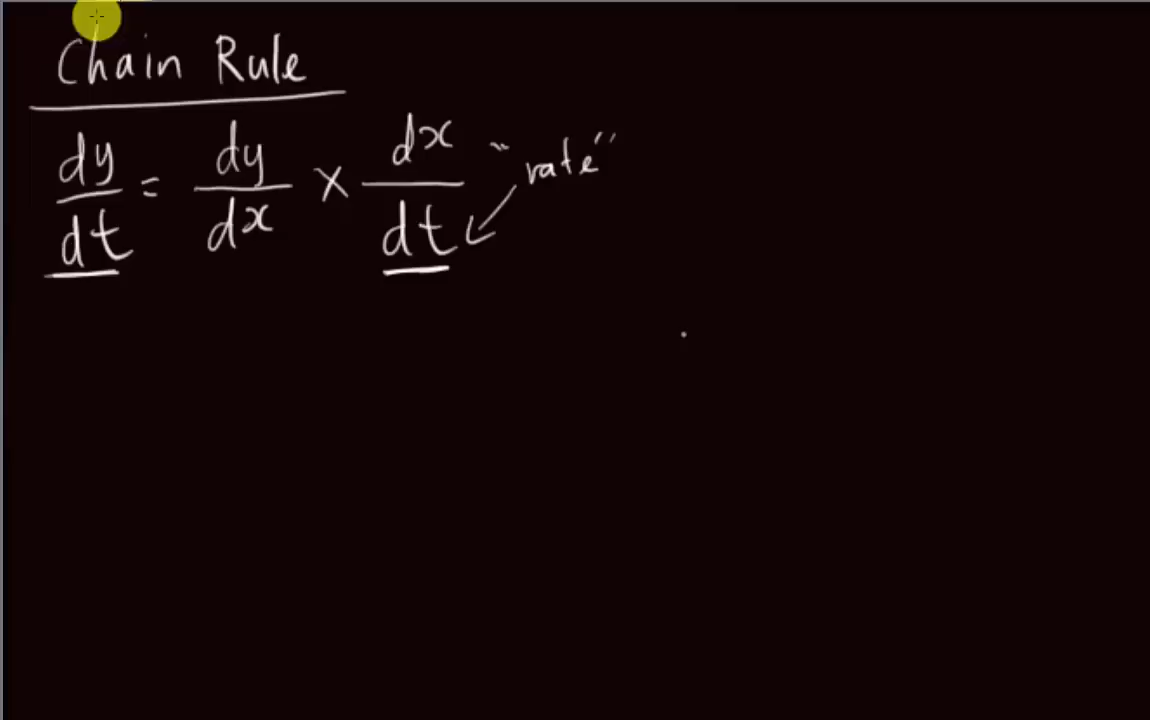 Chain Rule
dy/dt = dy/dx × dx/dt "rate"